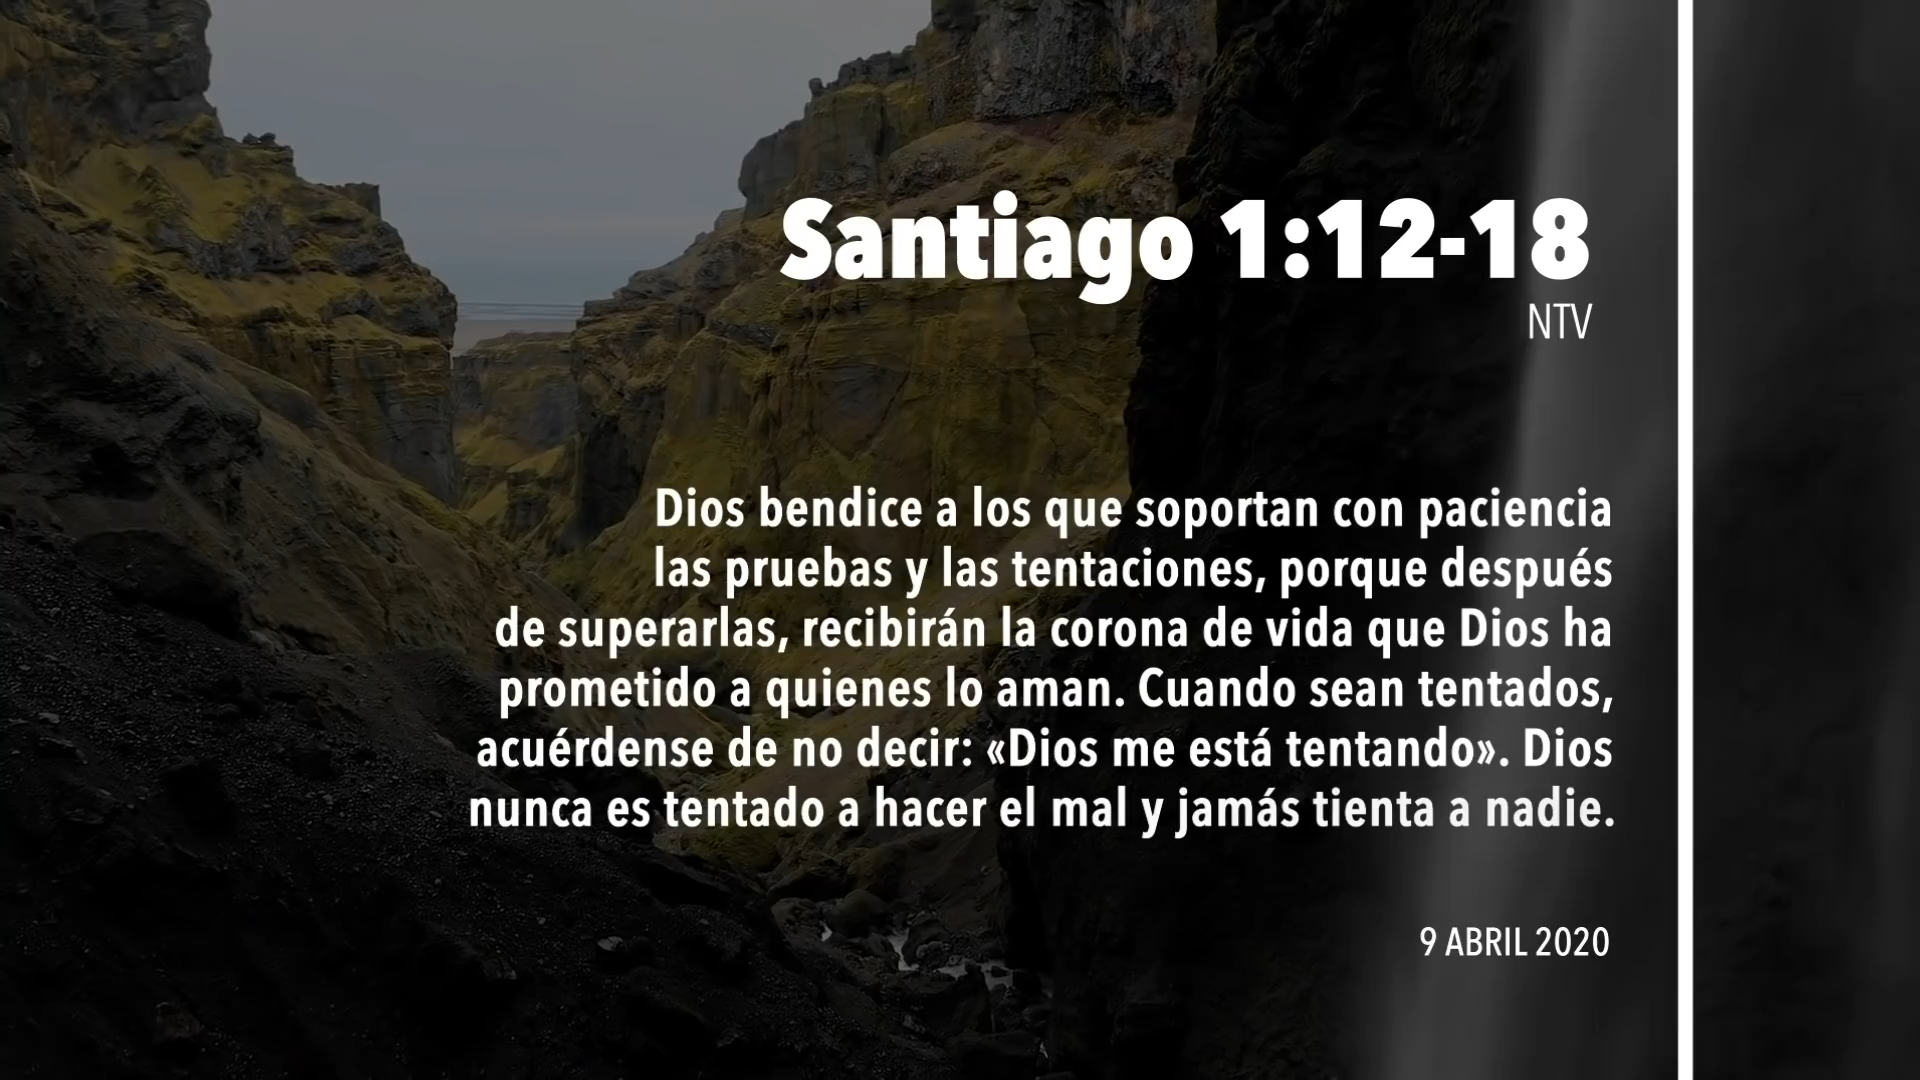 Santiago 1:12-18
NTV
Dios bendice a los que soportan con paciencia
las pruebas y las tentaciones, porque después
de superarlas, recibirán la corona de vida que Dios ha
prometido a quienes lo aman. Cuando sean tentados,
acuérdense de no decir: «Dios me está tentando». Dios
nunca es tentado a hacer el mal y jamás tienta a nadie.
9 ABRIL 2020